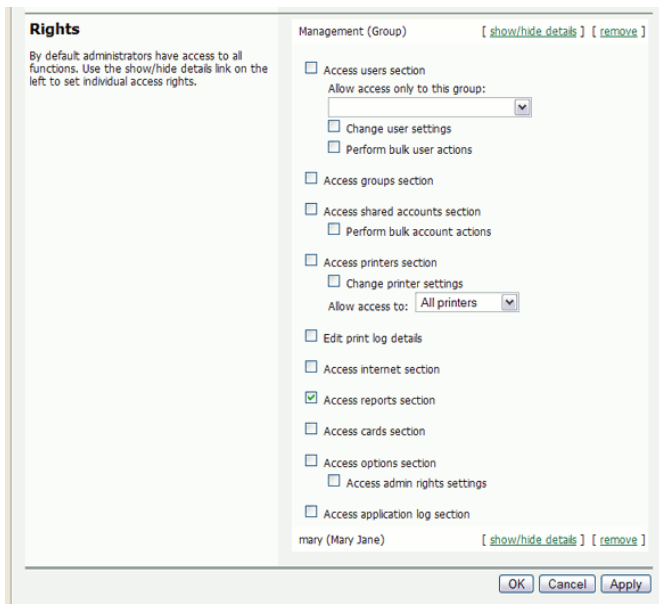 Rights
By default administrators have access to all
functions. Use the show/hide details link on the
left to set individual access rights.
Management (Group) [ show/hide details ] [ remove ]
Access users section
Allow access only to this group:
Change user settings
Perform bulk user actions
Access groups section
Access shared accounts section
Perform bulk account actions
Access printers section
Change printer settings
Allow access to: All printers
Edit print log details
Access internet section
Access reports section
Access cards section
Access options section
Access admin rights settings
Access application log section
mary (Mary Jane) [ show/hide details ] [ remove ]
OK Cancel Apply